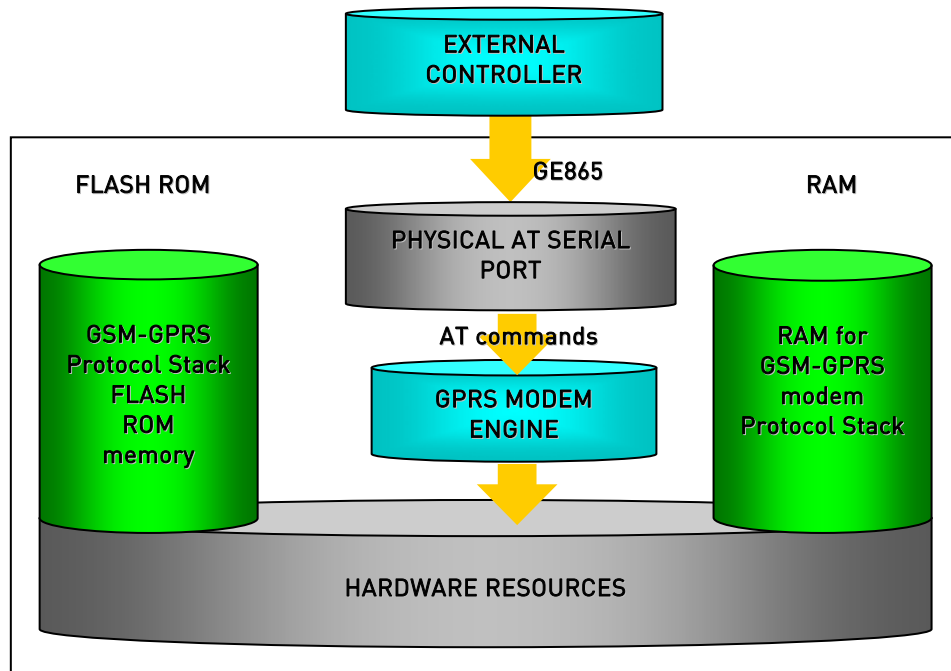 EXTERNAL
CONTROLLER
GE865
FLASH ROM
RAM
PHYSICAL AT SERIAL
PORT
GSM-GPRS
Protocol Stack
FLASH
ROM
memory
AT commands
GPRS MODEM
ENGINE
RAM for
GSM-GPRS
modem
Protocol Stack
HARDWARE RESOURCES